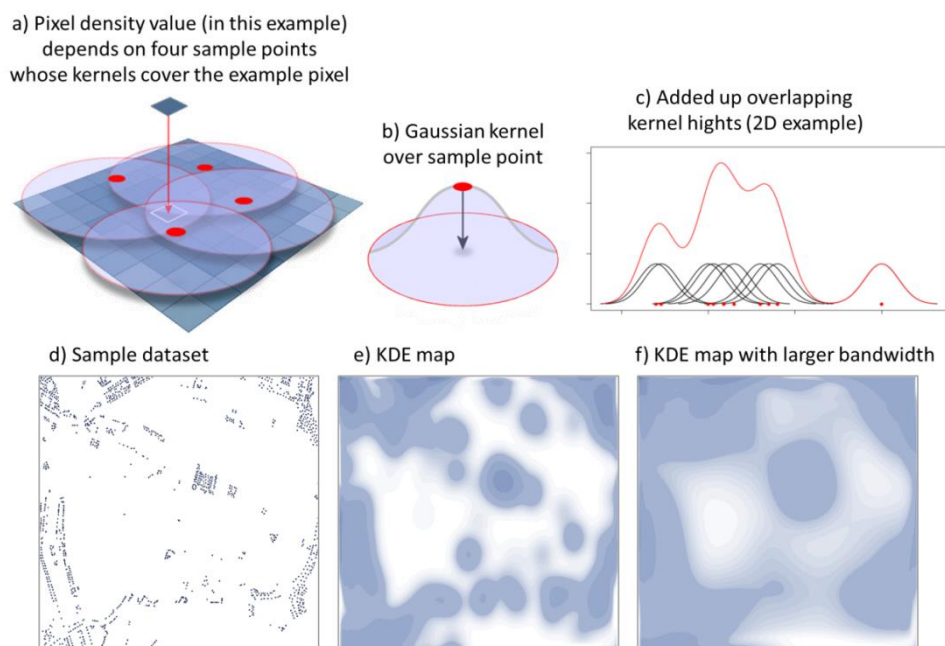 a) Pixel density value (in this example)
depends on four sample points
whose kernels cover the example pixel
b) Gaussian kernel
over sample point
c) Added up overlapping
kernel hights (2D example)
d) Sample dataset
e) KDE map
f) KDE map with larger bandwidth